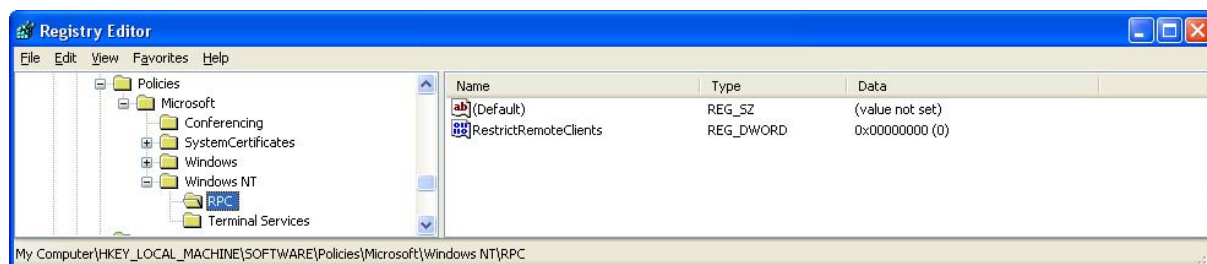 Registry Editor
File Edit View Favorites Help
Policies
Microsoft
Conferencing
SystemCertificates
Windows
Windows NT
RPC
Terminal Services
Name Type Data
(Default) REG_SZ (value not set)
RestrictRemoteClients REG_DWORD 0x00000000 (0)
My Computer\HKEY_LOCAL_MACHINE\SOFTWARE\Policies\Microsoft\Windows NT\RPC